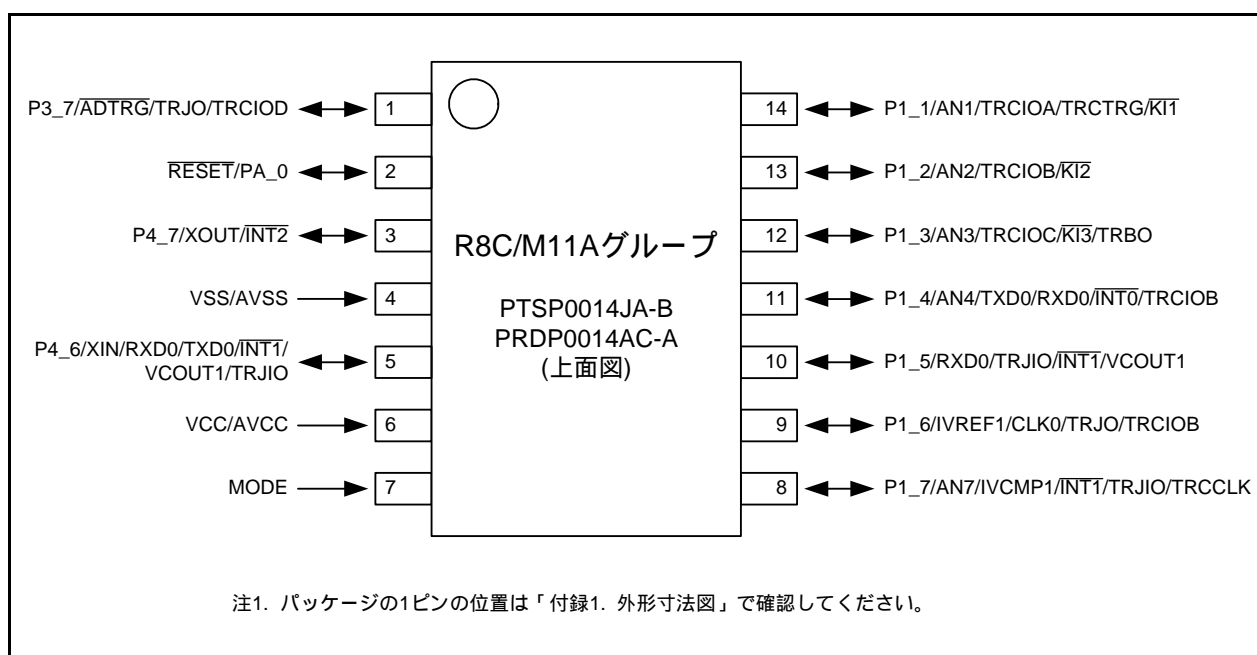 P3_7/ADTRG/TRJO/TRCIOD
1
RESET/PA_0
2
P4_7/XOUT/INT2
3
VSS/AVSS
4
P4_6/XIN/RXD0/TXD0/INT1/
VCOUT1/TRJIO
5
VCC/AVCC
6
MODE
7
R8C/M11Aグループ
PTSP0014JA-B
PRDP0014AC-A
(上面図)
14
P1_1/AN1/TRCIOA/TRCTRG/KI1
13
P1_2/AN2/TRCIOB/KI2
12
P1_3/AN3/TRCIOC/KI3/TRBO
11
P1_4/AN4/TXD0/RXD0/INT0/TRCIOB
10
P1_5/RXD0/TRJIO/INT1/VCOUT1
9
P1_6/IVREF1/CLK0/TRJO/TRCIOB
8
P1_7/AN7/IVCMP1/INT1/TRJIO/TRCCLK
注1. パッケージの1ピンの位置は「付録1. 外形寸法図」で確認してください。